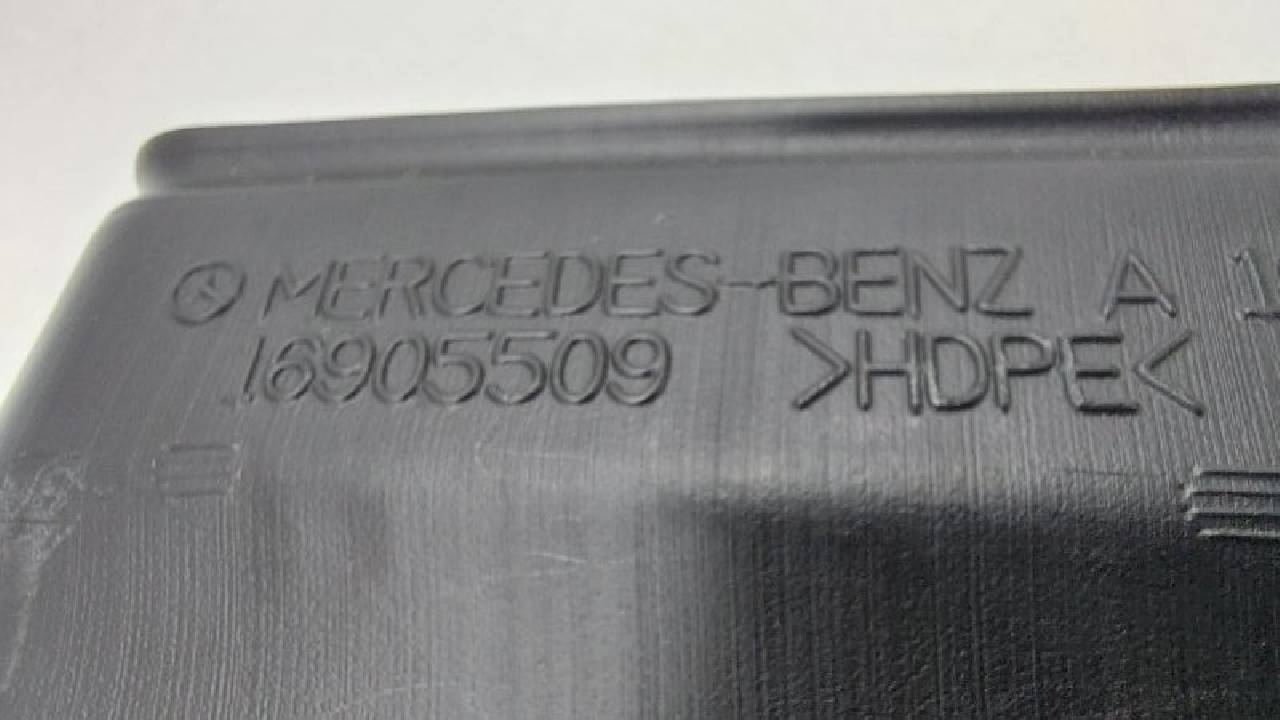 MERCEDES-BENZ A
16905509 >HDPE<